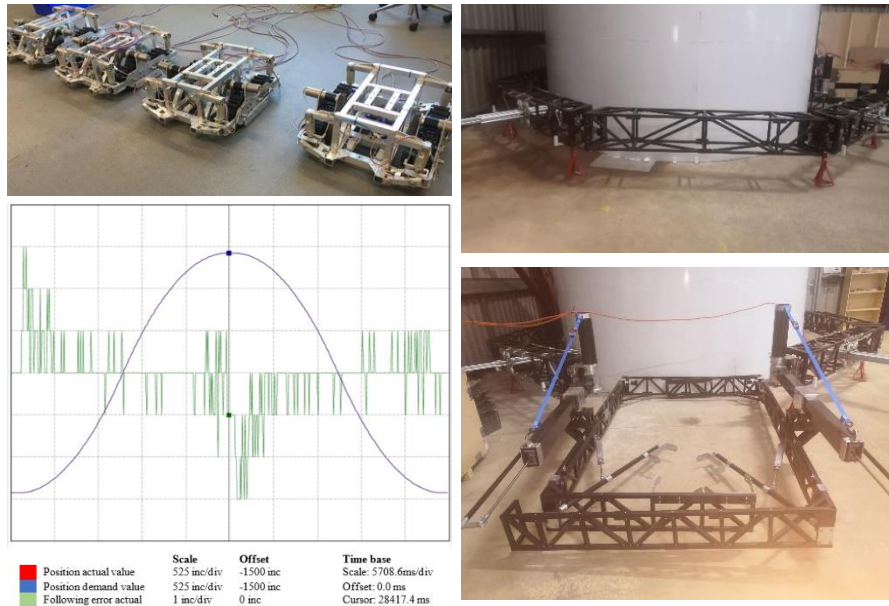 Scale Offset Time base
Position actual value 525 inc/div -1500 inc Scale: 5708.6ms/div
Position demand value 525 inc/div -1500 inc Offset: 0.0 ms
Following error actual 1 inc/div 0 inc Cursor: 28417.4 ms